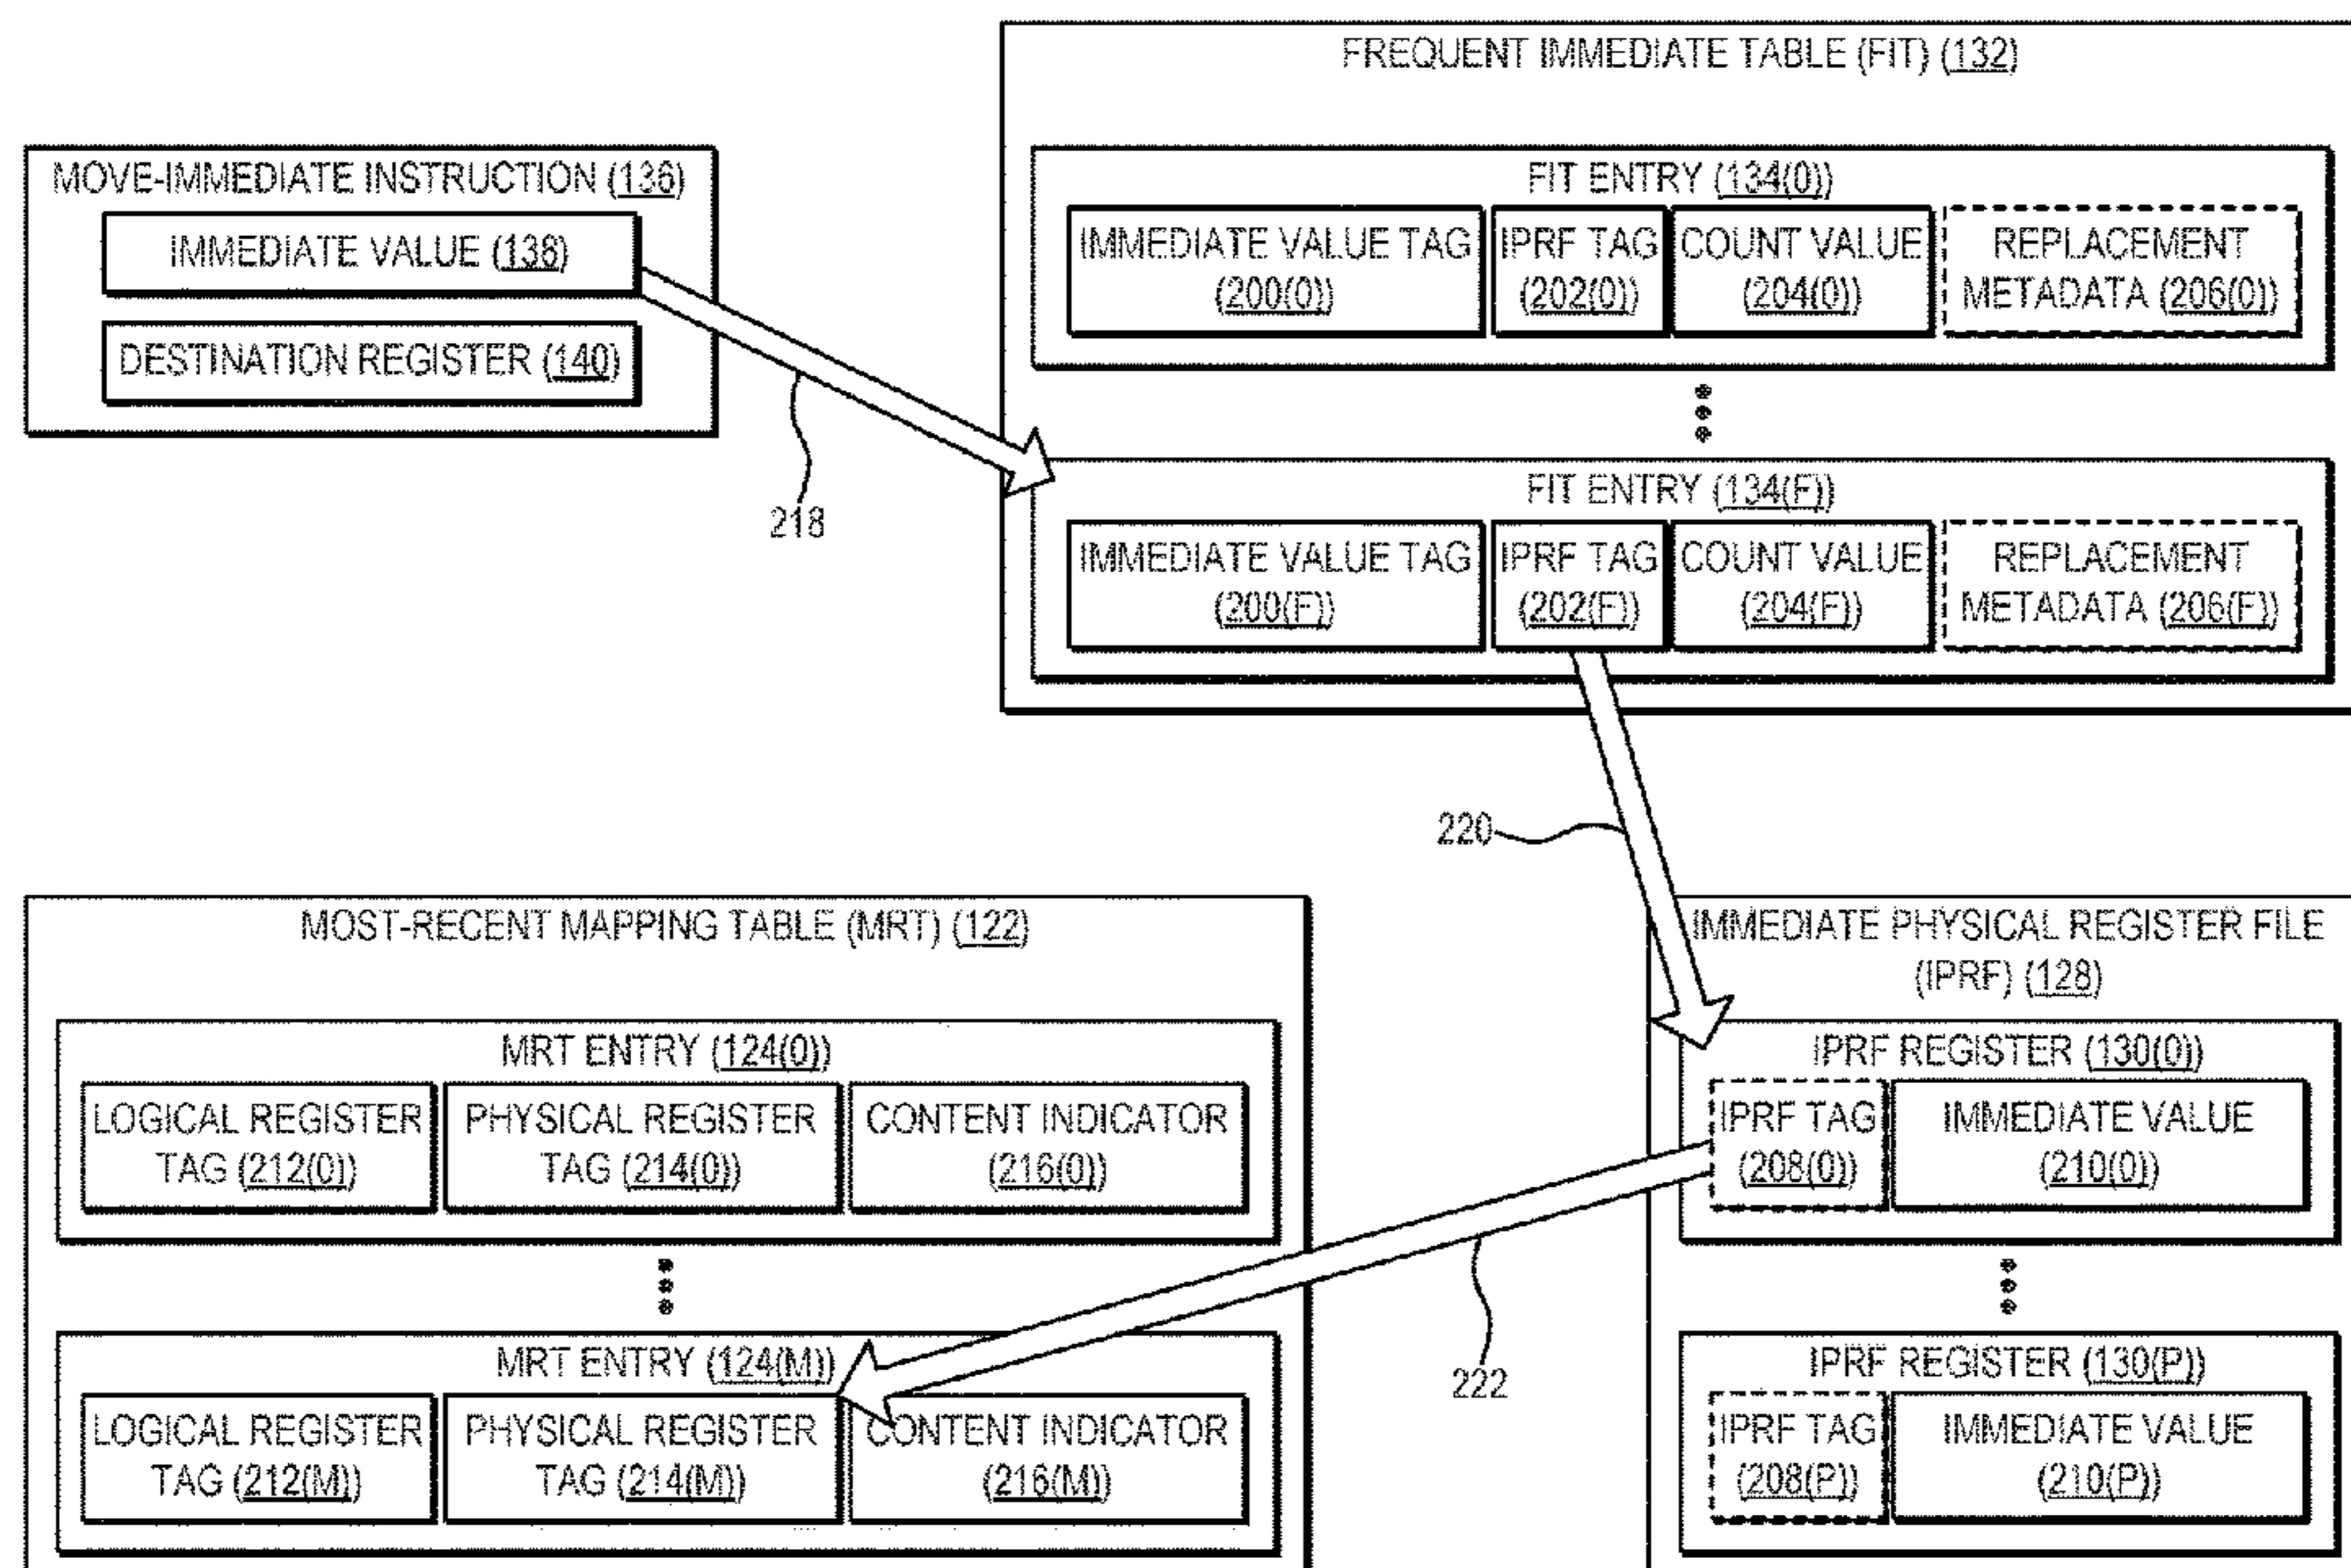 FREQUENT IMMEDIATE TABLE (FIT) (132)
MOVE-IMMEDIATE INSTRUCTION (136)
IMMEDIATE VALUE (138)
DESTINATION REGISTER (140)
FIT ENTRY (134(0))
IMMEDIATE VALUE TAG
(200(0))
IPRF TAG
(202(0))
COUNT VALUE
(204(0))
REPLACEMENT
METADATA (206(0))
218
FIT ENTRY (134(F))
IMMEDIATE VALUE TAG
(200(F))
IPRF TAG
(202(F))
COUNT VALUE
(204(F))
REPLACEMENT
METADATA (206(F))
220
MOST-RECENT MAPPING TABLE (MRT) (122)
MRT ENTRY (124(0))
LOGICAL REGISTER
TAG (212(0))
PHYSICAL REGISTER
TAG (214(0))
CONTENT INDICATOR
(216(0))
MRT ENTRY (124(M))
LOGICAL REGISTER
TAG (212(M))
PHYSICAL REGISTER
TAG (214(M))
CONTENT INDICATOR
(216(M))
222
IMMEDIATE PHYSICAL REGISTER FILE
(IPRF) (128)
IPRF REGISTER (130(0))
IPRF TAG
(208(0))
IMMEDIATE VALUE
(210(0))
IPRF REGISTER (130(P))
IPRF TAG
(208(P))
IMMEDIATE VALUE
(210(P))